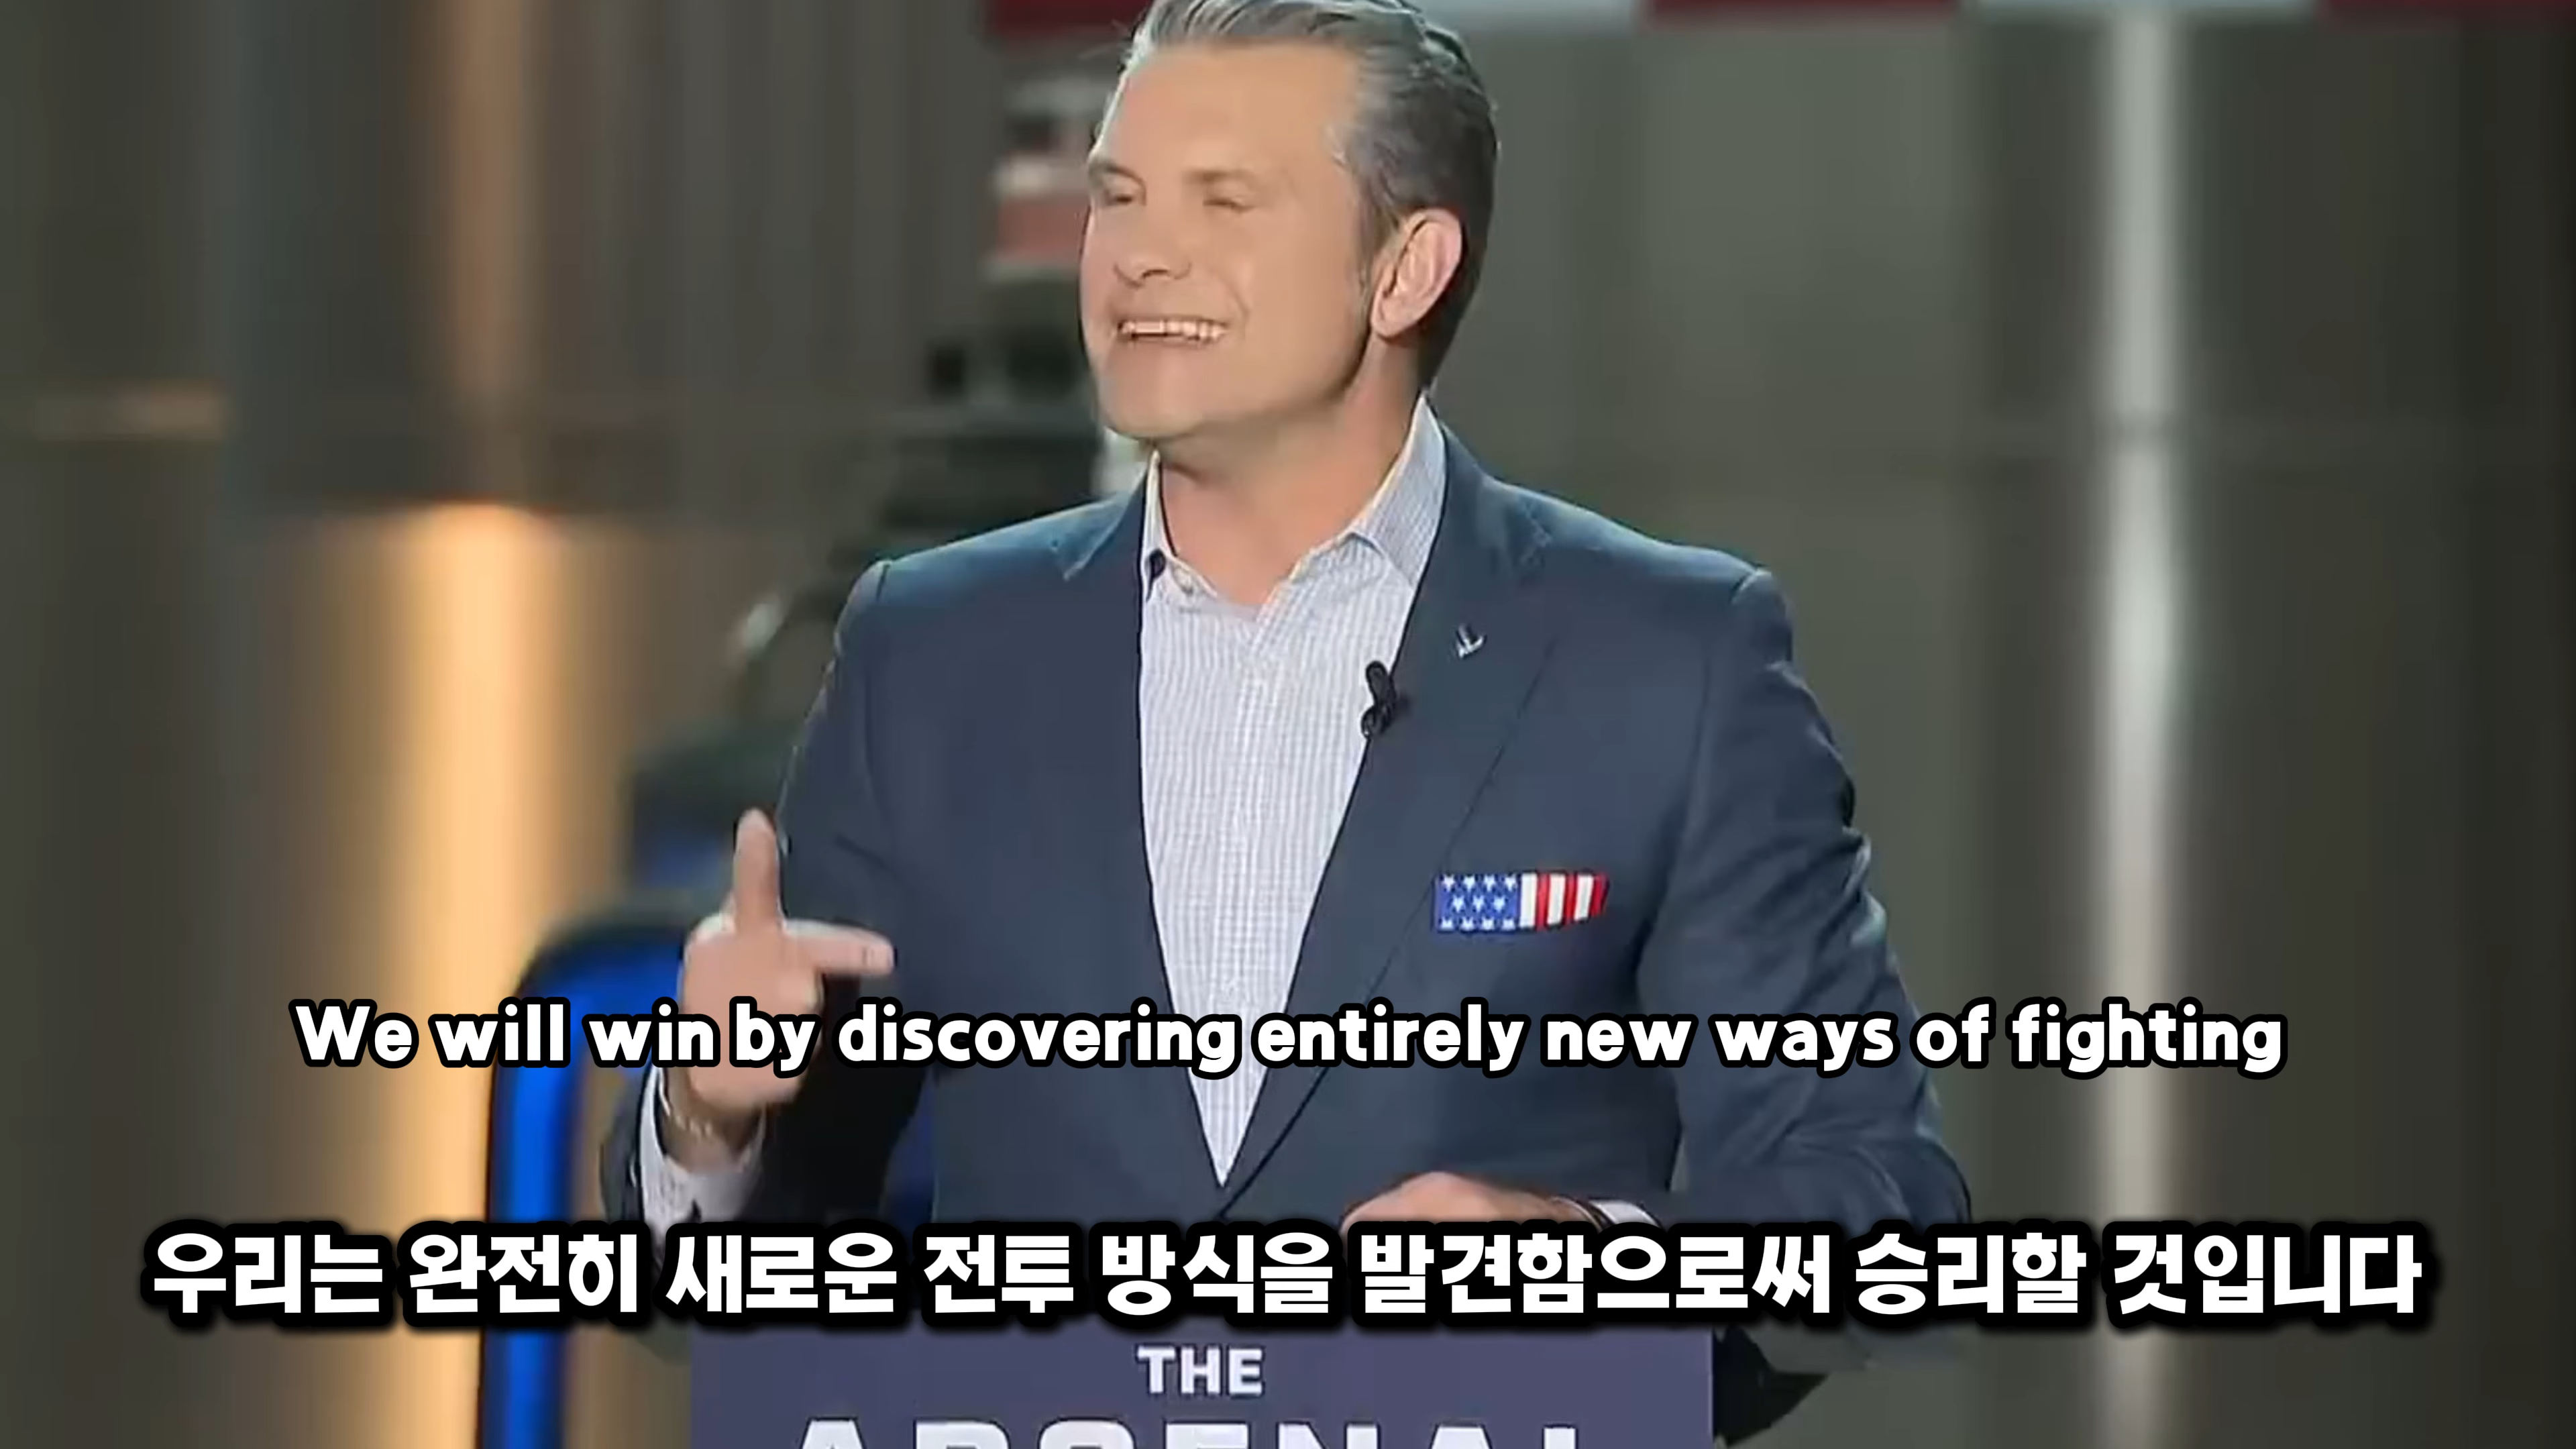 We will win by discovering entirely new ways of fighting
우리는 완전히 새로운 전투 방식을 발견함으로써 승리할 것입니다
THE
ARSENAL